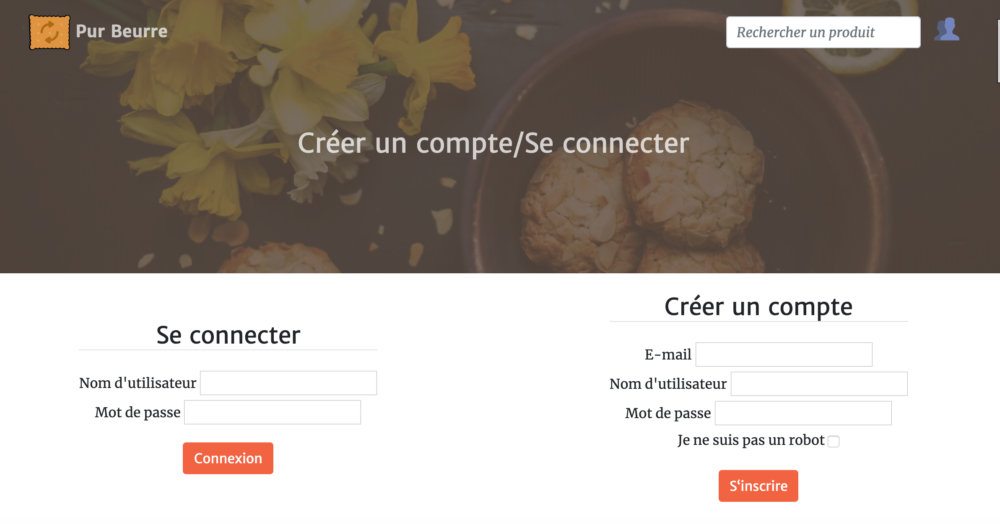 Pur Beurre
Rechercher un produit
Créer un compte/Se connecter
Se connecter
Nom d'utilisateur
Mot de passe
Connexion
Créer un compte
E-mail
Nom d'utilisateur
Mot de passe
Je ne suis pas un robot
S‘inscrire